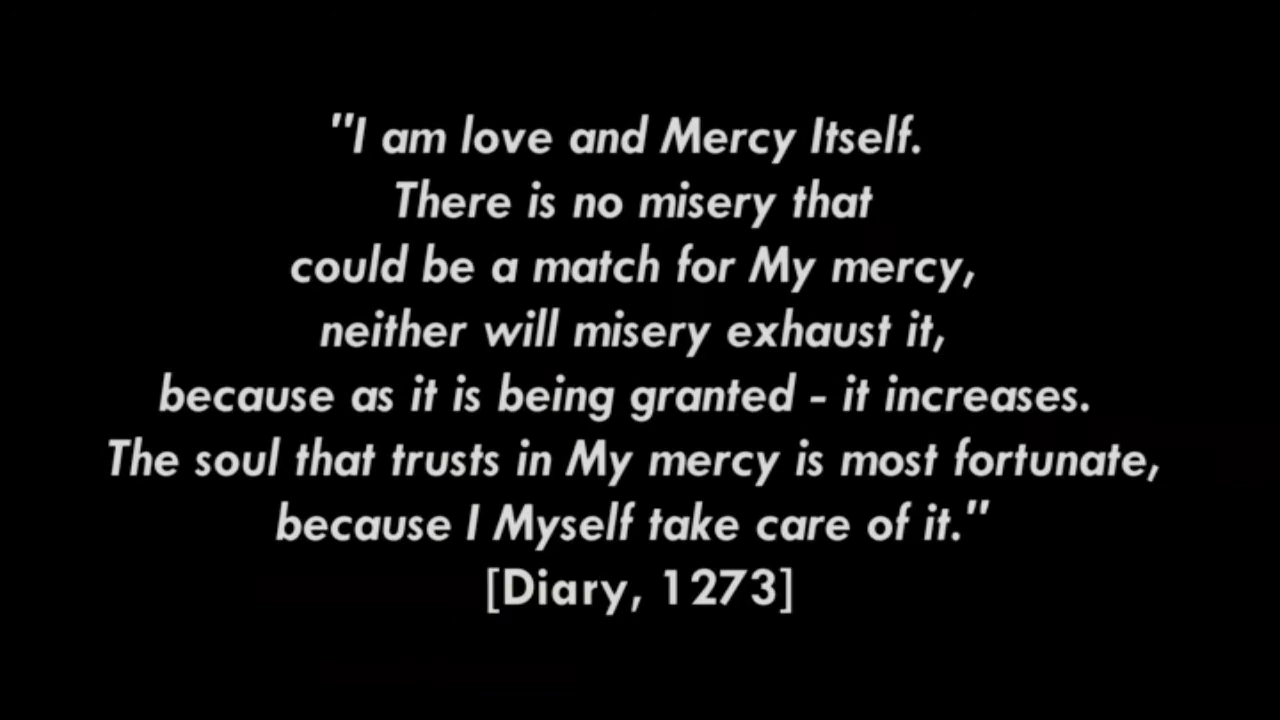 "I am love and Mercy Itself.
There is no misery that
could be a match for My mercy,
neither will misery exhaust it,
because as it is being granted - it increases.
The soul that trusts in My mercy is most fortunate,
because I Myself take care of it."
[Diary, 1273]